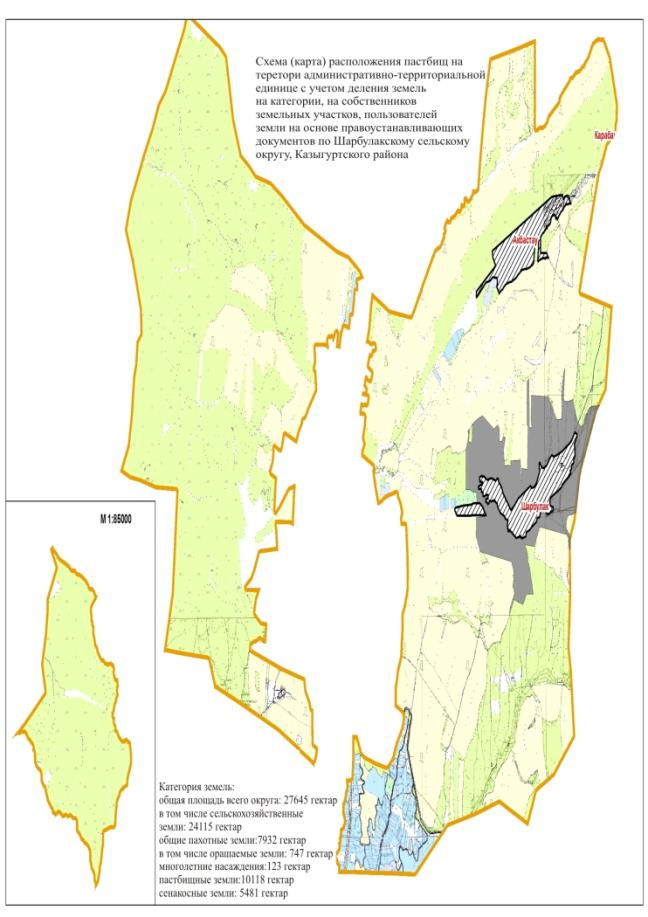 Схема (карта) расположения пастбищ на
теретори административно-территориальной
единице с учетом деления земель
на категории, на собственников
земельных участков, пользователей
земли на основе правоустанавливающих
документов по Шарбулакскому сельскому
округу, Казыгуртского района
Караба
Акбастау
Шарбулак
М 1:85000
Категория земель:
общая площадь всего округа: 27645 гектар
в том числе сельскохозяйственные
земли: 24115 гектар
общие пахотные земли:7932 гектар
в том числе орашаемые земли: 747 гектар
многолетние насаждения:123 гектар
пастбищные земли:10118 гектар
сенакосные земли: 5481 гектар